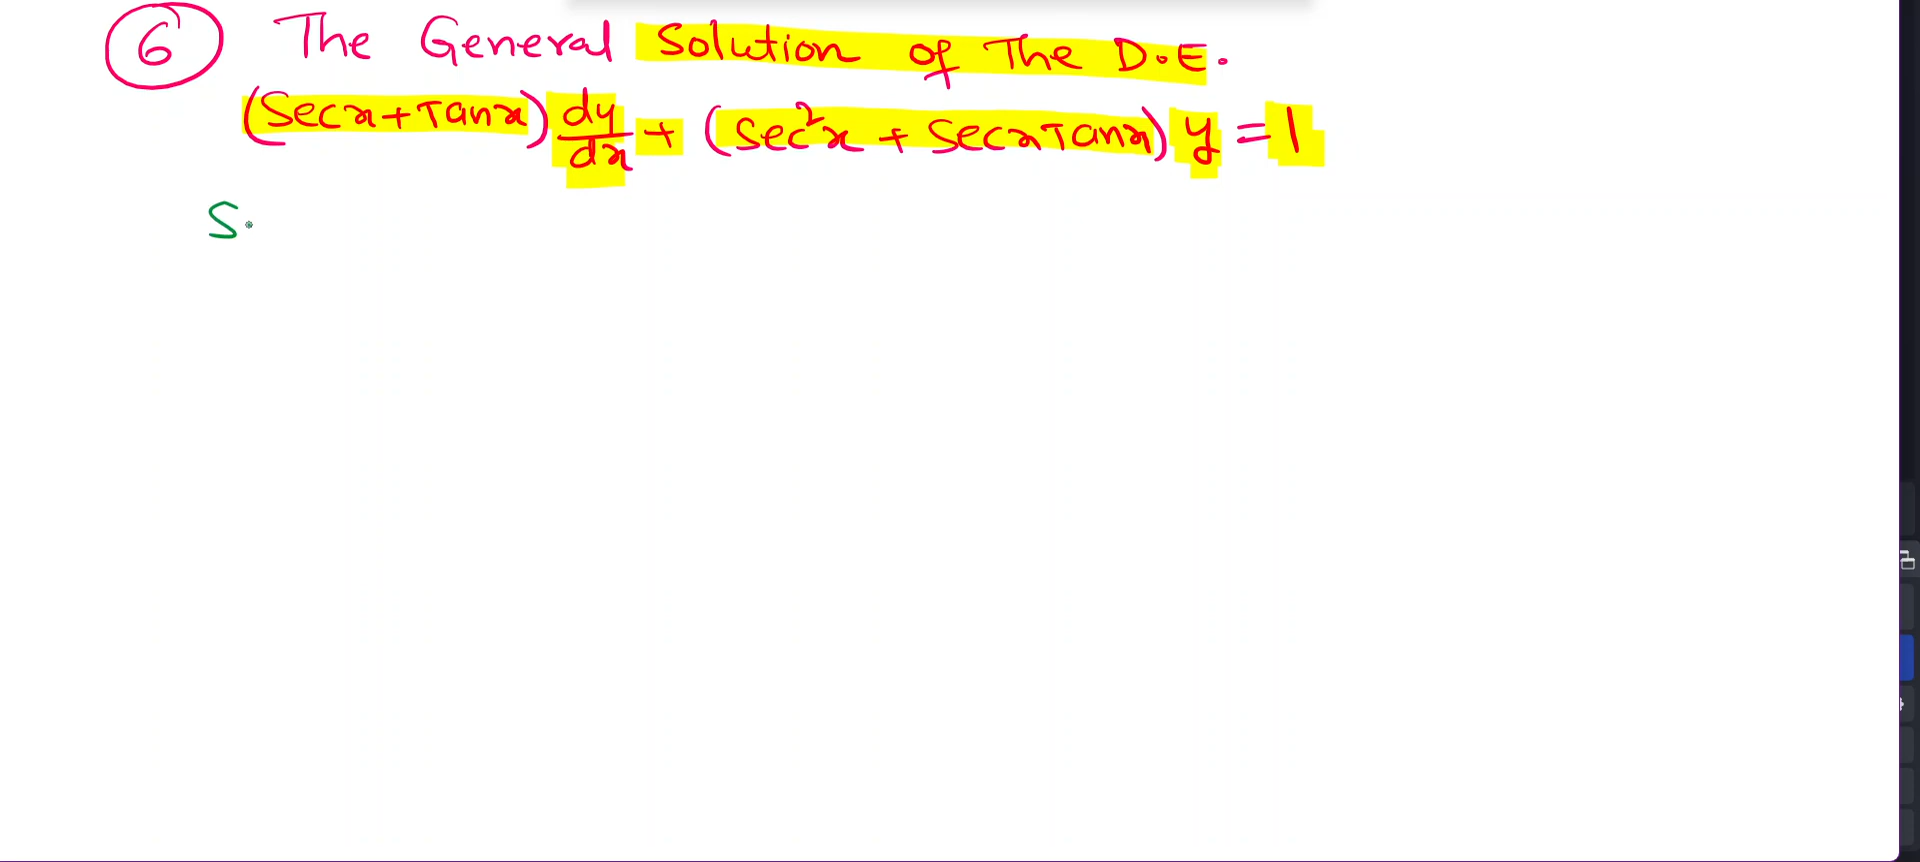 6 The General Solution of The D.E.
(Secx+Tanx) dy/dx + (Sec²x + SecxTanx) y = 1
S.